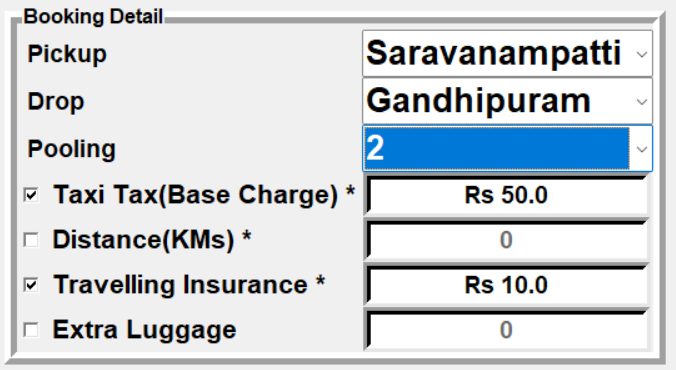 Booking Detail
Pickup Saravanampatti
Drop Gandhipuram
Pooling 2
Taxi Tax(Base Charge) * Rs 50.0
Distance(KMs) * 0
Travelling Insurance * Rs 10.0
Extra Luggage 0